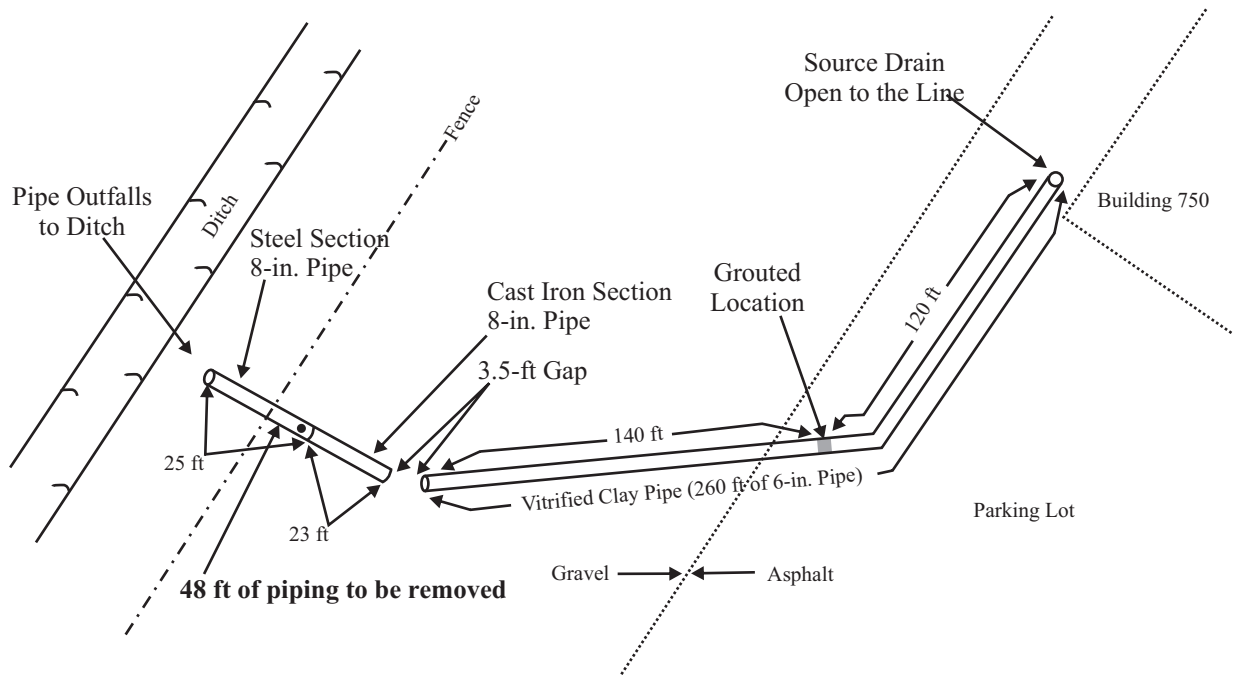 Source Drain
Open to the Line
Fence
Building 750
Pipe Outfalls
to Ditch
Ditch
Steel Section
8-in. Pipe
Grouted
Location
Cast Iron Section
8-in. Pipe
120 ft
3.5-ft Gap
140 ft
25 ft
Vitrified Clay Pipe (260 ft of 6-in. Pipe)
23 ft
Parking Lot
Gravel
Asphalt
48 ft of piping to be removed